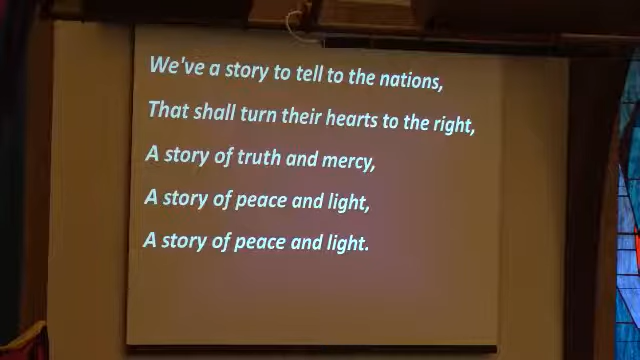 We've a story to tell to the nations,
That shall turn their hearts to the right,
A story of truth and mercy,
A story of peace and light,
A story of peace and light.